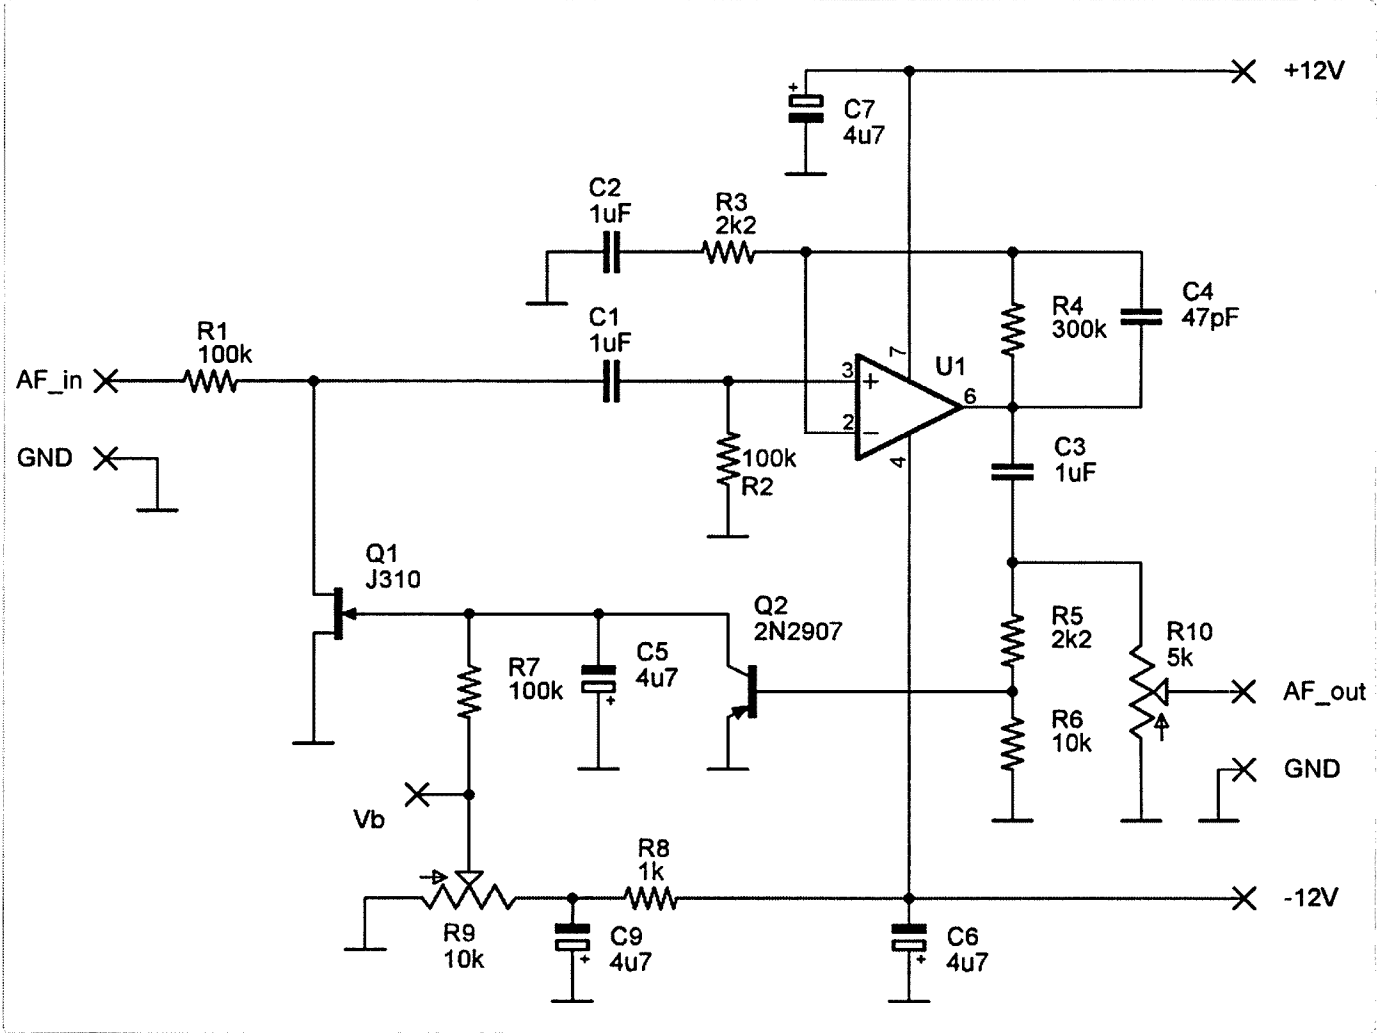 +12V
+
C7
4u7
C2
1uF
R3
2k2
R4
300k
C4
47pF
R1
100k
C1
1uF
AF_in
3
+
7
U1
6
2
−
4
GND
100k
R2
C3
1uF
Q1
J310
Q2
2N2907
R5
2k2
R10
5k
R7
100k
C5
4u7
+
AF_out
R6
10k
GND
Vb
R8
1k
-12V
R9
10k
C9
4u7
+
C6
4u7
+